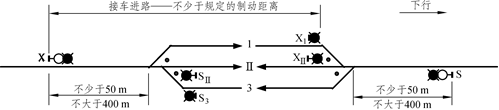 接车进路——不少于规定的制动距离
下行
X
1
X₁
Ⅱ
X_Ⅱ
S_Ⅱ
3
S₃
S
不少于50 m
不大于400 m
不少于50 m
不大于400 m